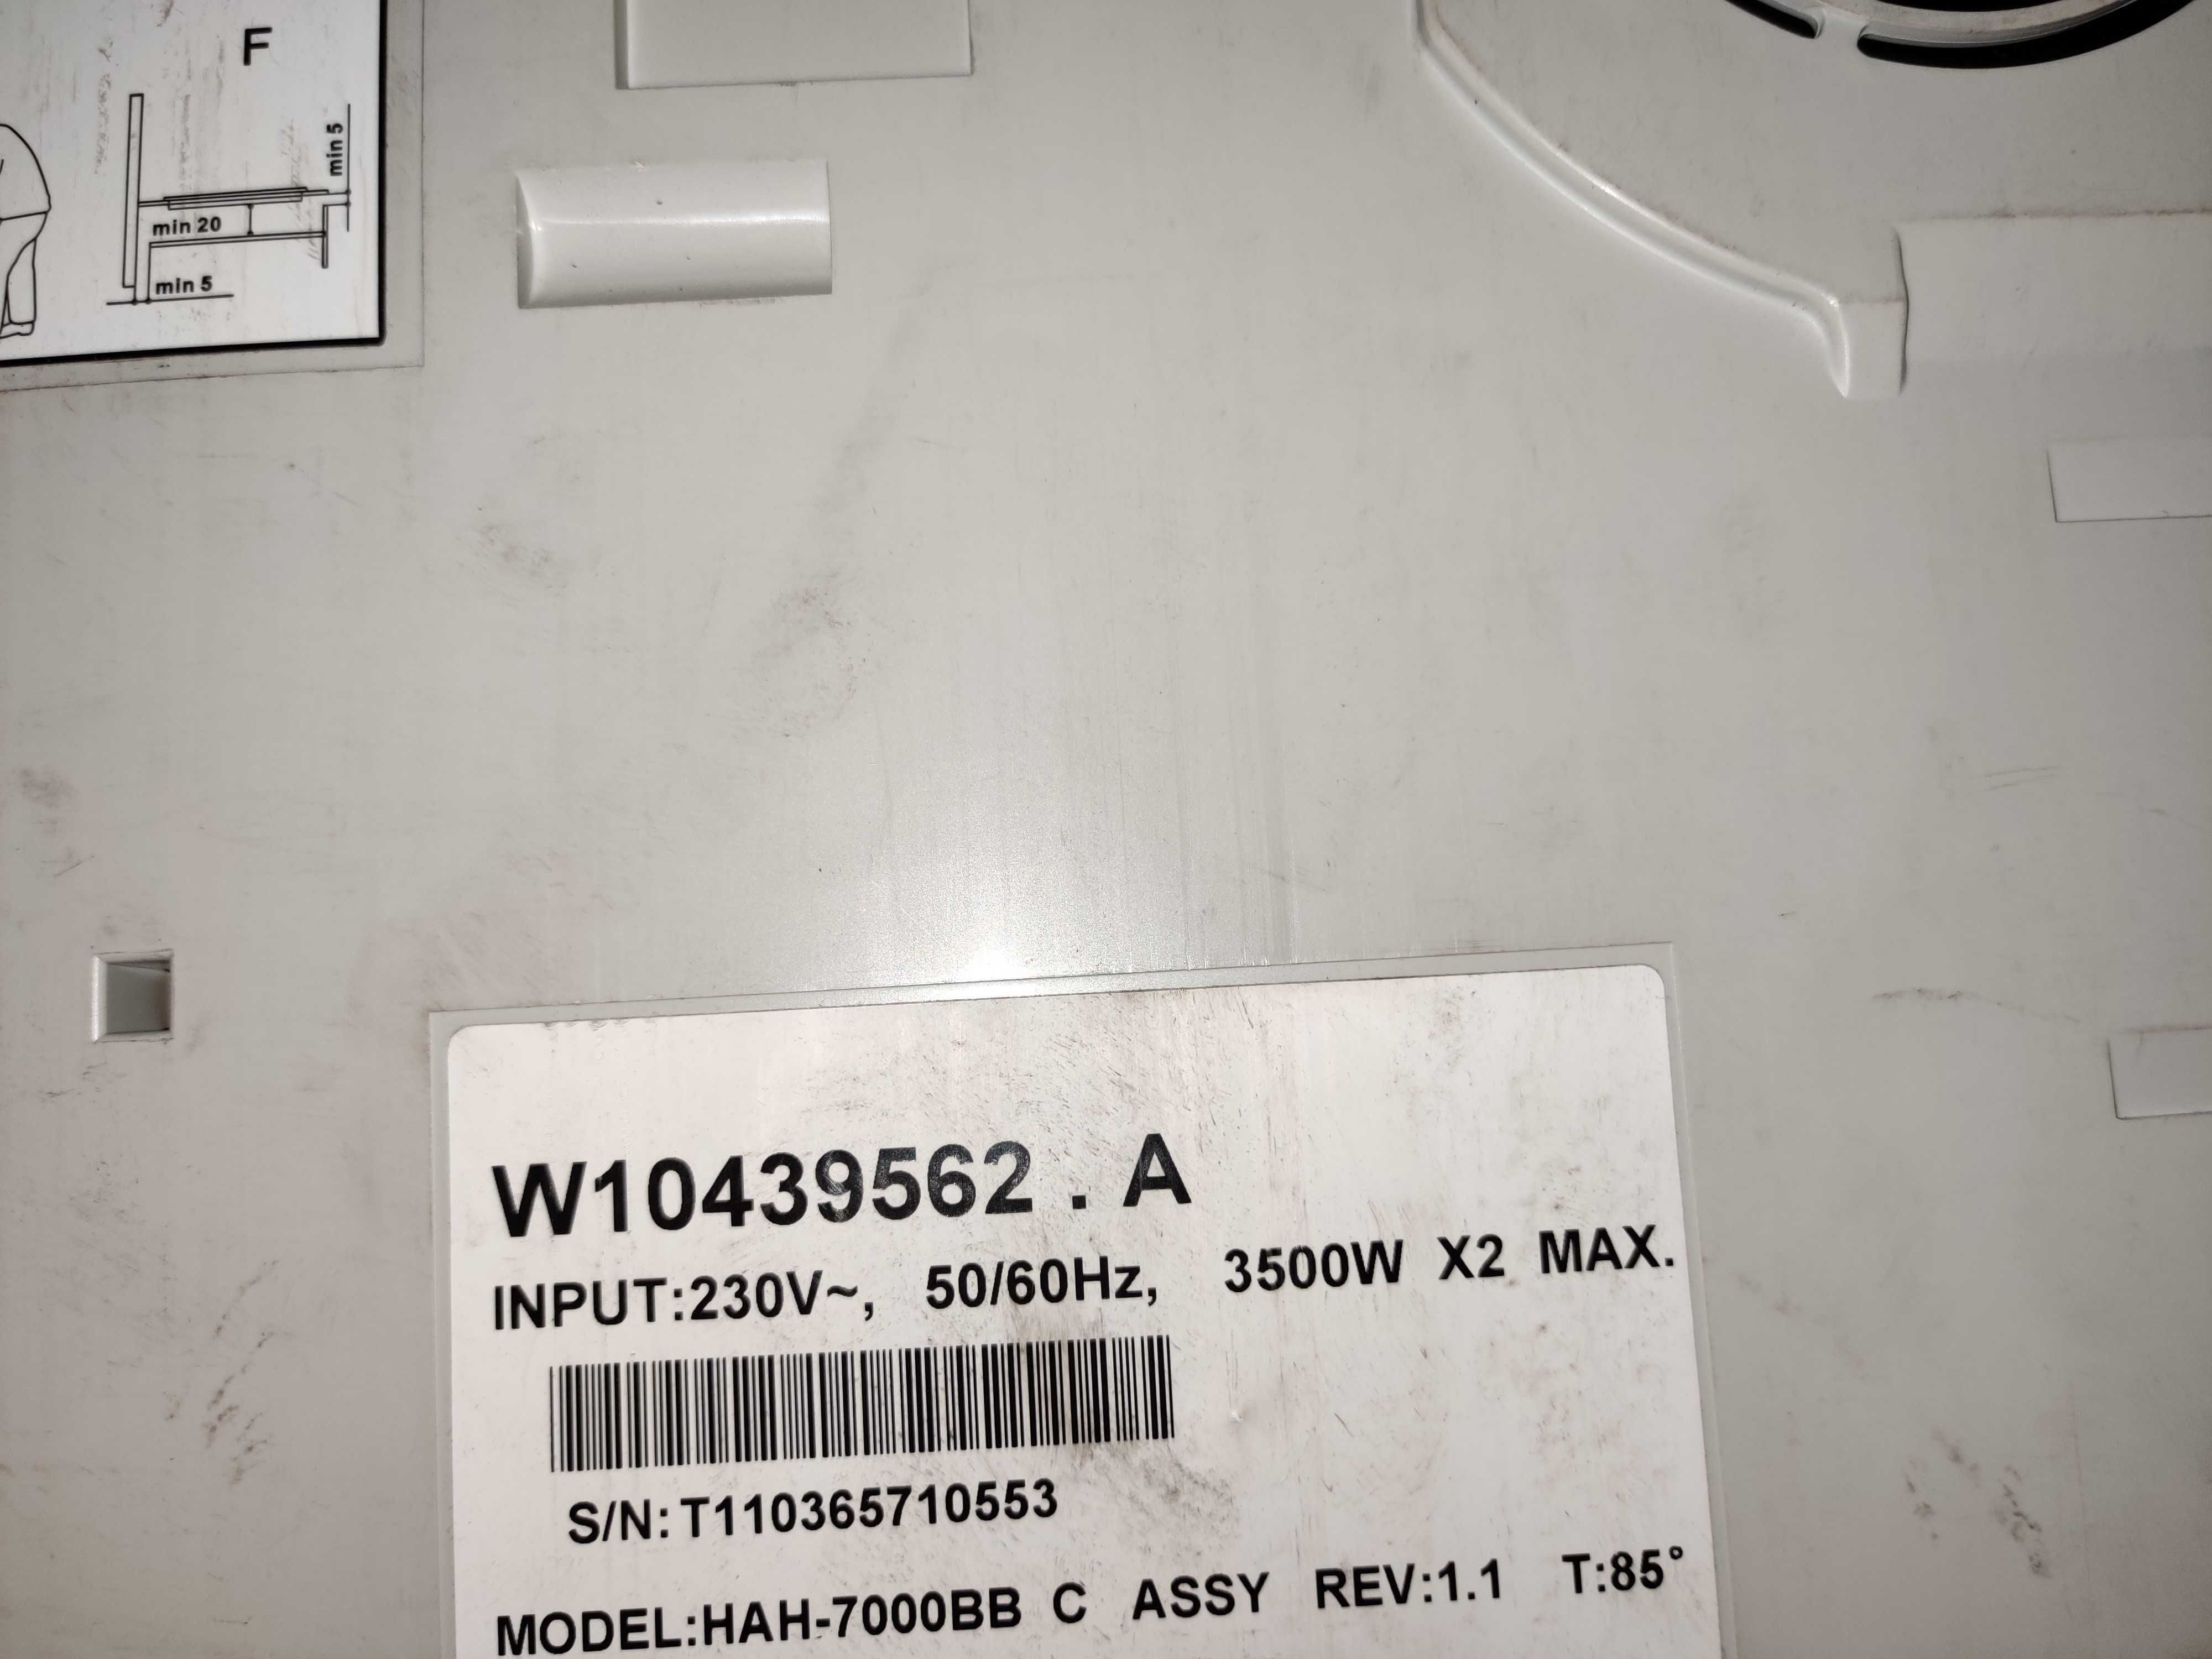 F
min 5
min 20
min 5
W10439562 . A
INPUT:230V~, 50/60Hz, 3500W X2 MAX.
S/N: T110365710553
MODEL:HAH-7000BB C ASSY REV:1.1 T:85°